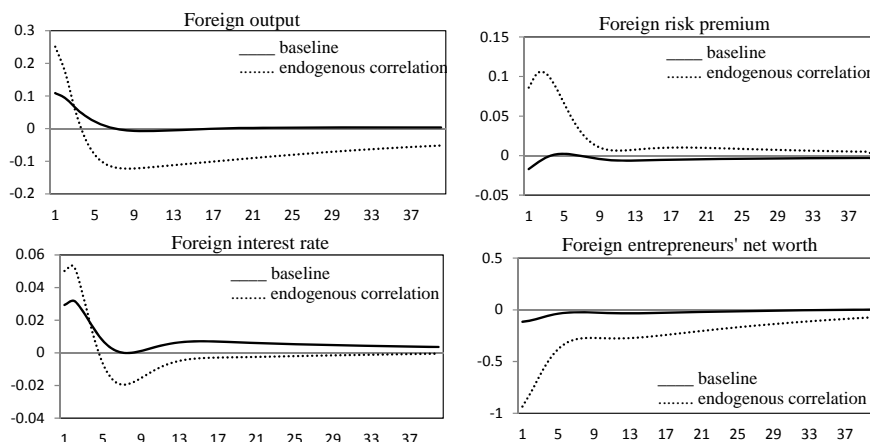 Foreign output
0.3
0.2
0.1
0
-0.1
-0.2
____ baseline
........ endogenous correlation
1 5 9 13 17 21 25 29 33 37
Foreign risk premium
0.15
0.1
0.05
0
-0.05
____ baseline
........ endogenous correlation
1 5 9 13 17 21 25 29 33 37
Foreign interest rate
0.06
0.04
0.02
0
-0.02
-0.04
____ baseline
........ endogenous correlation
1 5 9 13 17 21 25 29 33 37
Foreign entrepreneurs' net worth
0.5
0
-0.5
-1
____ baseline
........ endogenous correlation
1 5 9 13 17 21 25 29 33 37